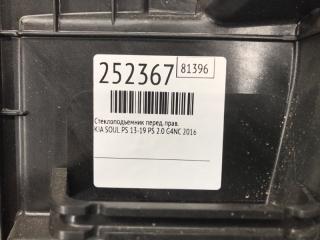 252367 81396
Стеклоподъемник перед. прав.
KIA SOUL PS 13-19 PS 2.0 G4NC 2016